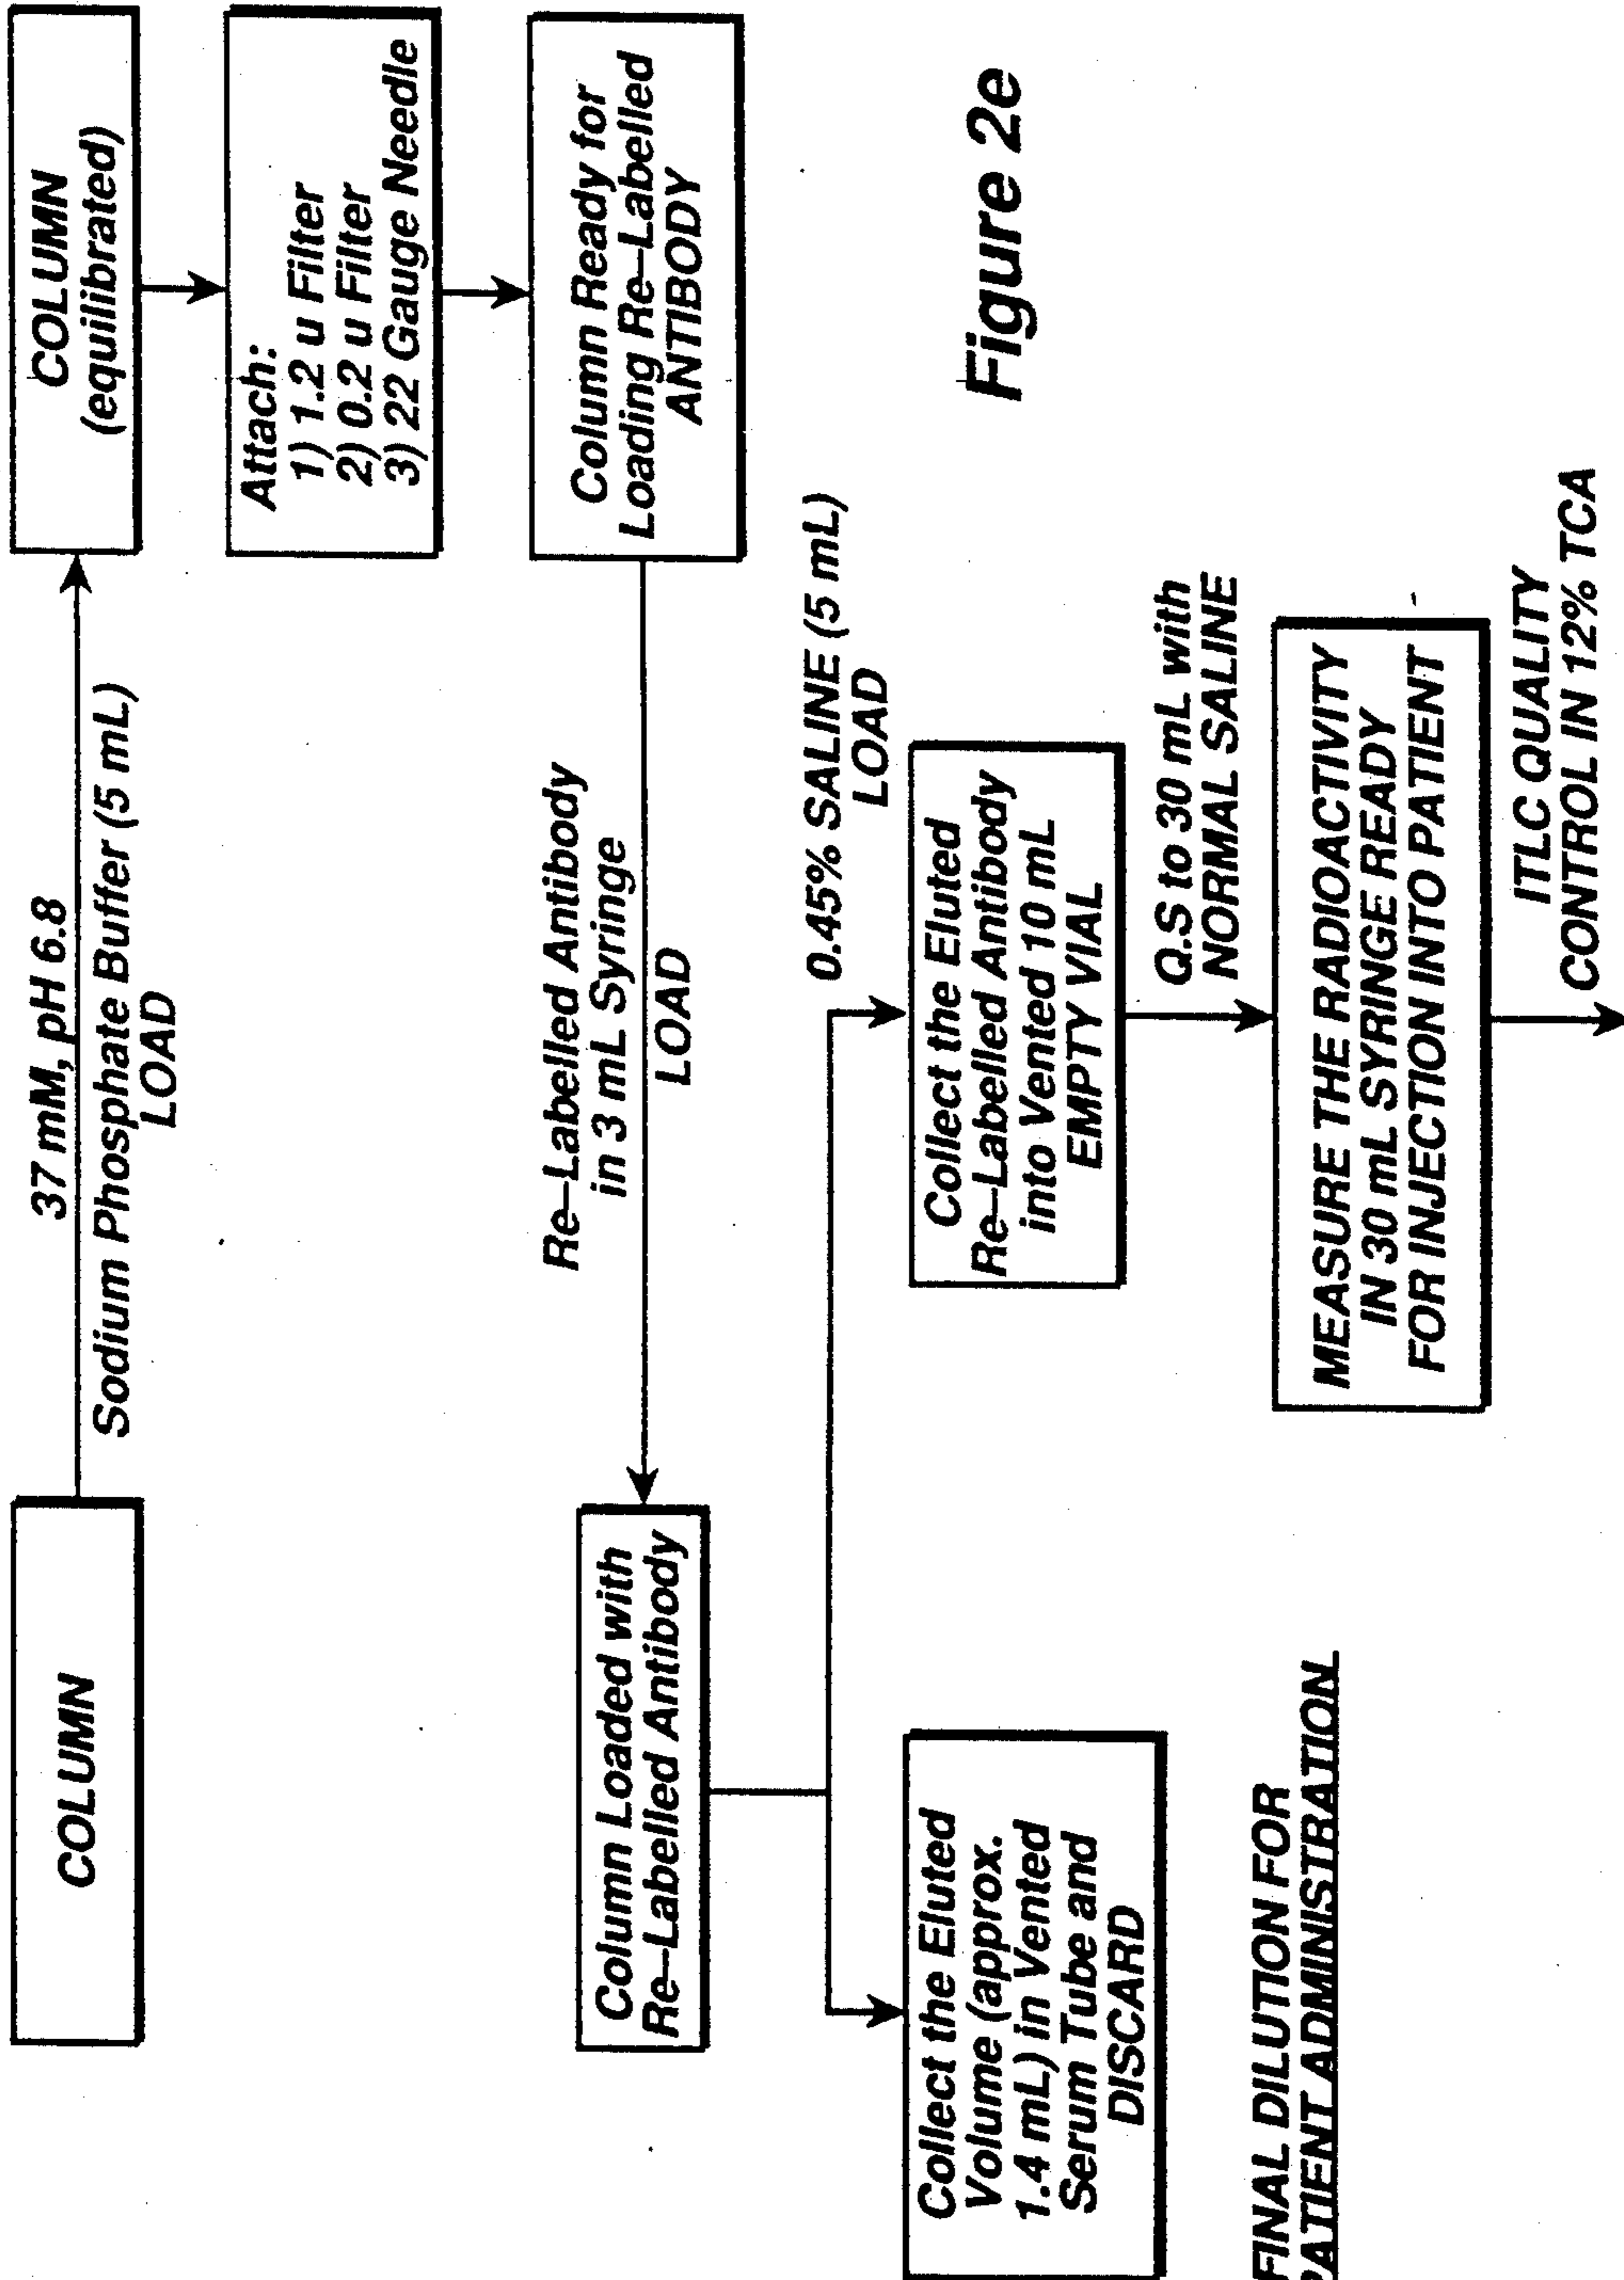 COLUMN
37 mM, pH 6.8
Sodium Phosphate Buffer (5 mL)
LOAD
COLUMN
(equilibrated)
Attach:
1) 1.2 u Filter
2) 0.2 u Filter
3) 22 Gauge Needle
Column Ready for
Loading Re–Labelled
ANTIBODY
Re–Labelled Antibody
in 3 mL Syringe
LOAD
Column Loaded with
Re–Labelled Antibody
0.45% SALINE (5 mL)
LOAD
Collect the Eluted
Volume (approx.
1.4 mL) in Vented
Serum Tube and
DISCARD
Collect the Eluted
Re–Labelled Antibody
into Vented 10 mL
EMPTY VIAL
Q.S to 30 mL with
NORMAL SALINE
FINAL DILUTION FOR
PATIENT ADMINISTRATION
MEASURE THE RADIOACTIVITY
IN 30 mL SYRINGE READY
FOR INJECTION INTO PATIENT
ITLC QUALITY
CONTROL IN 12% TCA
Figure 2e